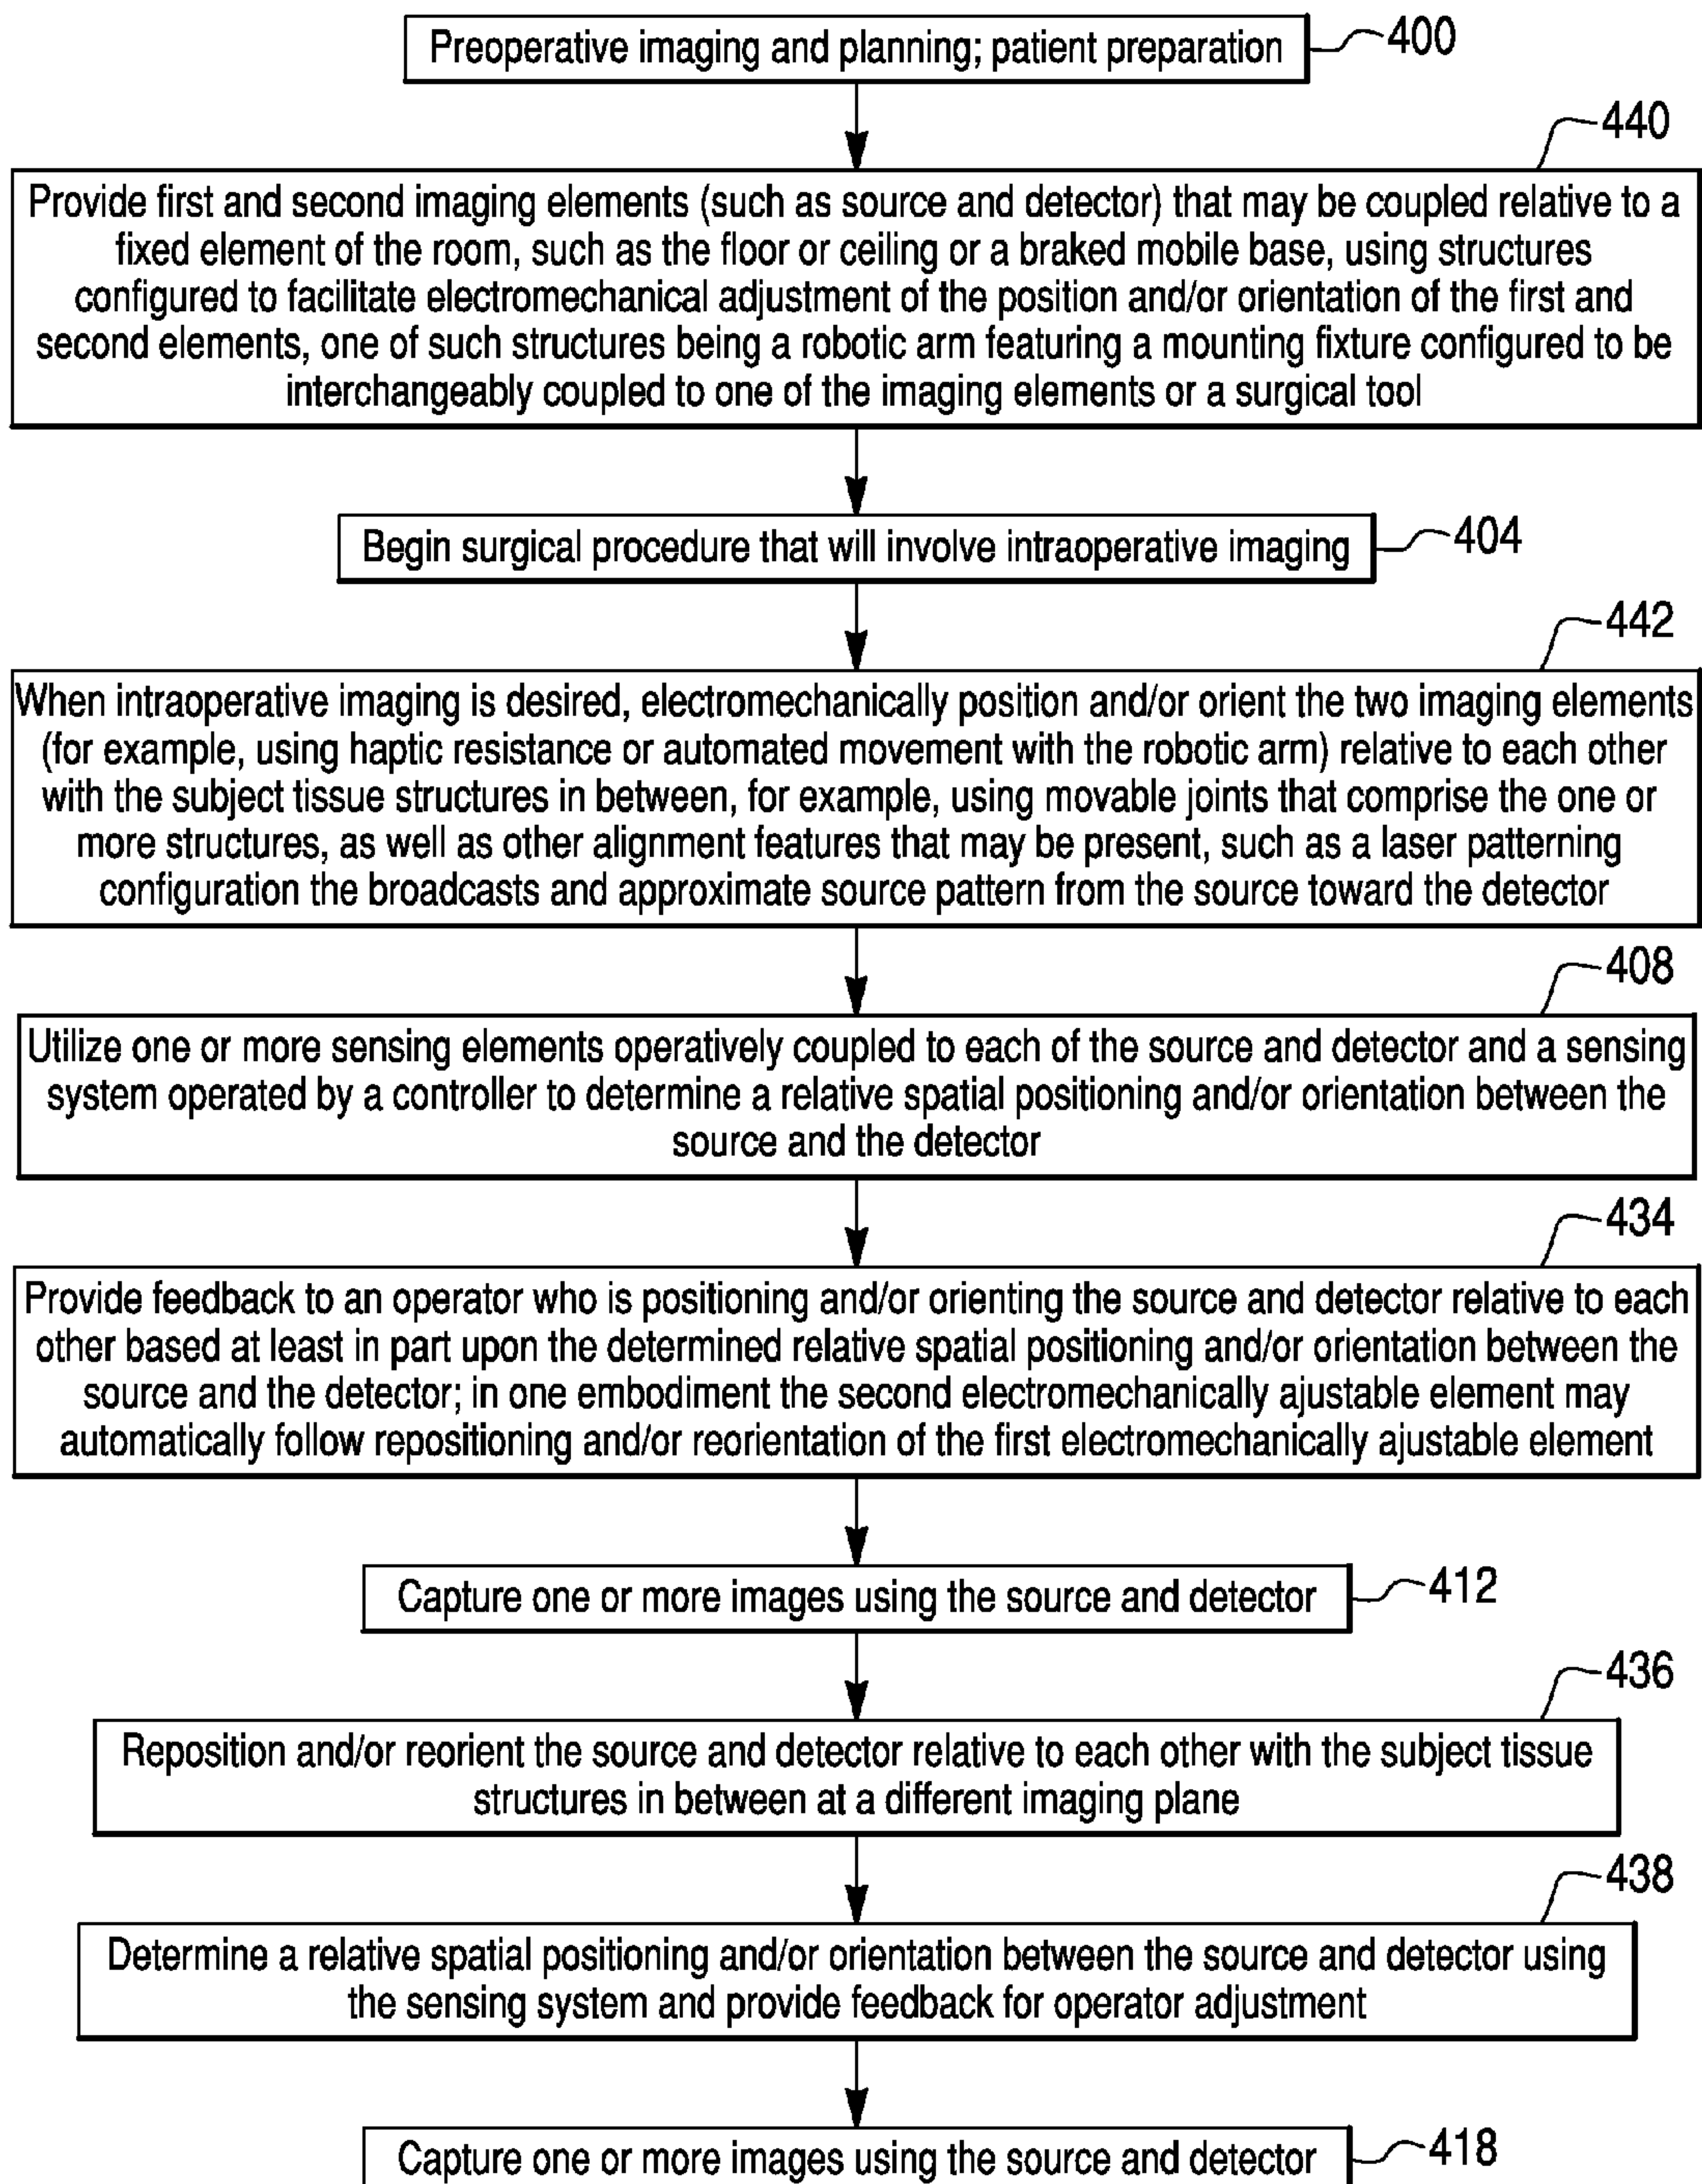 Preoperative imaging and planning; patient preparation
400
440
Provide first and second imaging elements (such as source and detector) that may be coupled relative to a
fixed element of the room, such as the floor or ceiling or a braked mobile base, using structures
configured to facilitate electromechanical adjustment of the position and/or orientation of the first and
second elements, one of such structures being a robotic arm featuring a mounting fixture configured to be
interchangeably coupled to one of the imaging elements or a surgical tool
Begin surgical procedure that will involve intraoperative imaging
404
442
When intraoperative imaging is desired, electromechanically position and/or orient the two imaging elements
(for example, using haptic resistance or automated movement with the robotic arm) relative to each other
with the subject tissue structures in between, for example, using movable joints that comprise the one or
more structures, as well as other alignment features that may be present, such as a laser patterning
configuration the broadcasts and approximate source pattern from the source toward the detector
408
Utilize one or more sensing elements operatively coupled to each of the source and detector and a sensing
system operated by a controller to determine a relative spatial positioning and/or orientation between the
source and the detector
434
Provide feedback to an operator who is positioning and/or orienting the source and detector relative to each
other based at least in part upon the determined relative spatial positioning and/or orientation between the
source and the detector; in one embodiment the second electromechanically ajustable element may
automatically follow repositioning and/or reorientation of the first electromechanically ajustable element
Capture one or more images using the source and detector
412
436
Reposition and/or reorient the source and detector relative to each other with the subject tissue
structures in between at a different imaging plane
438
Determine a relative spatial positioning and/or orientation between the source and detector using
the sensing system and provide feedback for operator adjustment
Capture one or more images using the source and detector
418